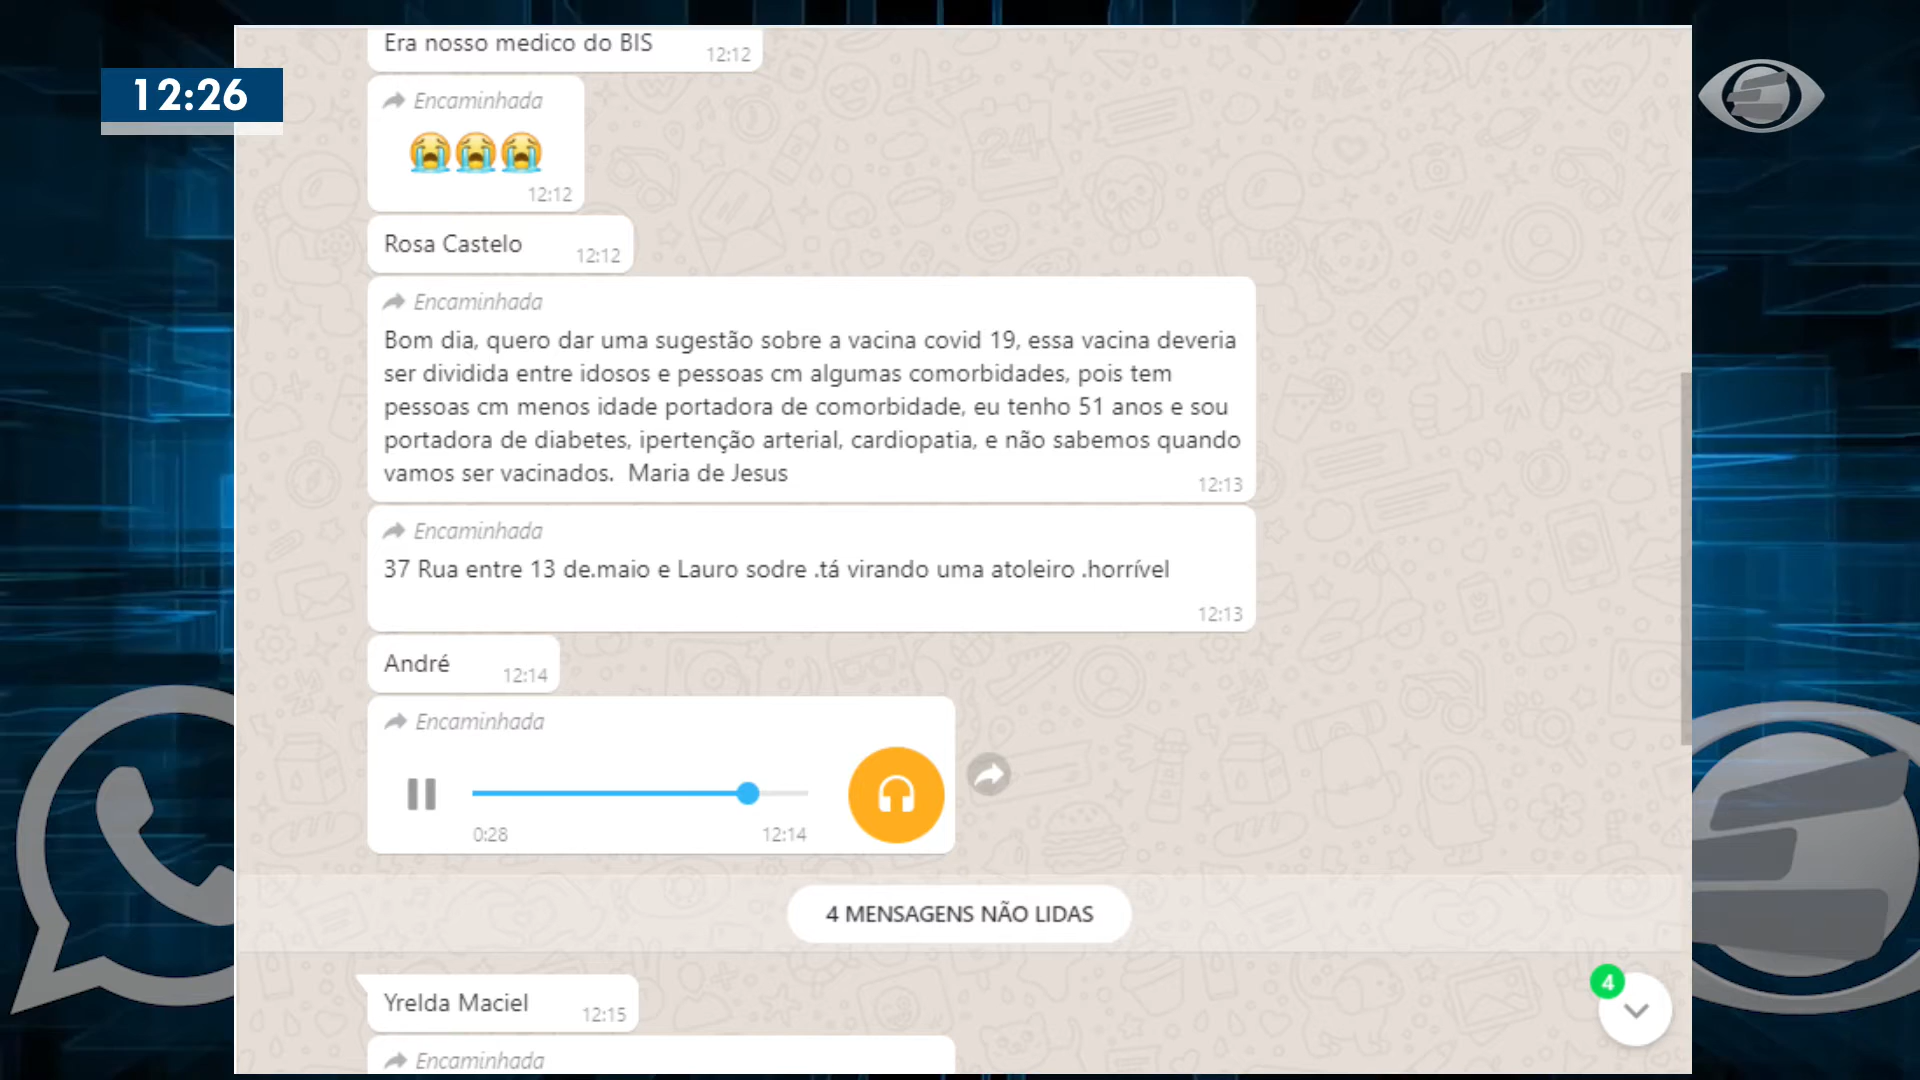 Era nosso medico do BIS
12:12
12:26
Encaminhada
😭😭😭
12:12
Rosa Castelo
12:12
Encaminhada
Bom dia, quero dar uma sugestão sobre a vacina covid 19, essa vacina deveria
ser dividida entre idosos e pessoas cm algumas comorbidades, pois tem
pessoas cm menos idade portadora de comorbidade, eu tenho 51 anos e sou
portadora de diabetes, ipertenção arterial, cardiopatia, e não sabemos quando
vamos ser vacinados.  Maria de Jesus
12:13
Encaminhada
37 Rua entre 13 de.maio e Lauro sodre .tá virando uma atoleiro .horrível
12:13
André
12:14
Encaminhada
0:28
12:14
4 MENSAGENS NÃO LIDAS
4
Yrelda Maciel
12:15
Encaminhada